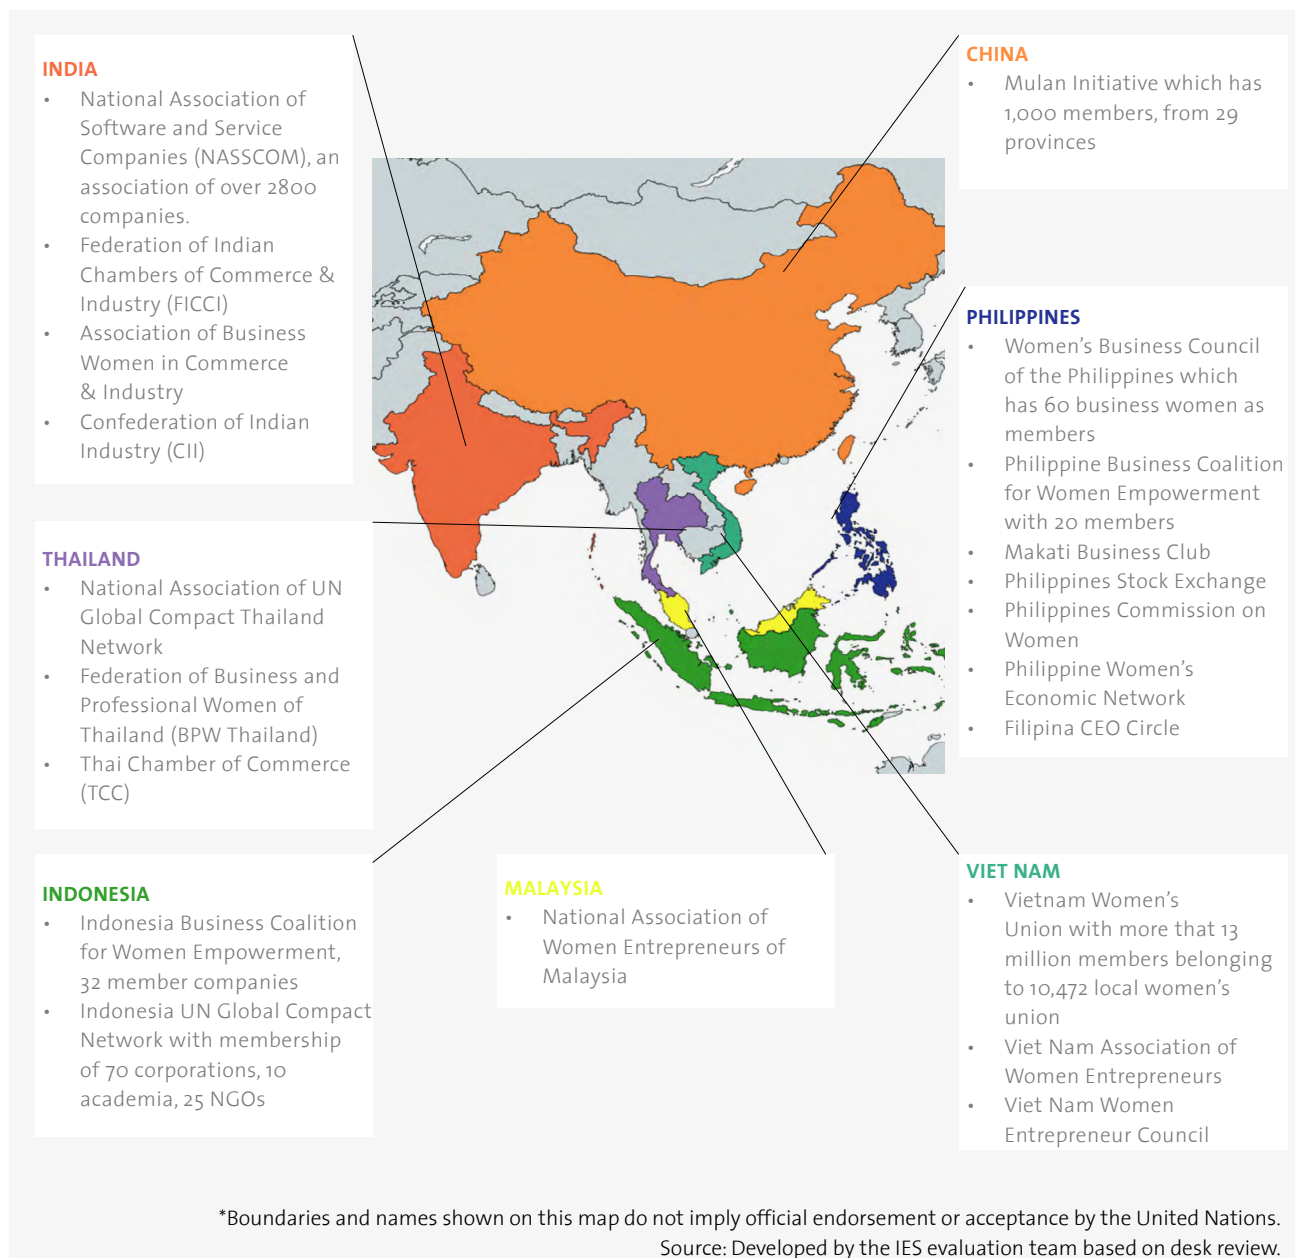 INDIA
• National Association of
Software and Service
Companies (NASSCOM), an
association of over 2800
companies.
• Federation of Indian
Chambers of Commerce &
Industry (FICCI)
• Association of Business
Women in Commerce
& Industry
• Confederation of Indian
Industry (CII)
CHINA
• Mulan Initiative which has
1,000 members, from 29
provinces
PHILIPPINES
• Women’s Business Council
of the Philippines which
has 60 business women as
members
• Philippine Business Coalition
for Women Empowerment
with 20 members
• Makati Business Club
• Philippines Stock Exchange
• Philippines Commission on
Women
• Philippine Women’s
Economic Network
• Filipina CEO Circle
THAILAND
• National Association of UN
Global Compact Thailand
Network
• Federation of Business and
Professional Women of
Thailand (BPW Thailand)
• Thai Chamber of Commerce
(TCC)
INDONESIA
• Indonesia Business Coalition
for Women Empowerment,
32 member companies
• Indonesia UN Global Compact
Network with membership
of 70 corporations, 10
academia, 25 NGOs
MALAYSIA
• National Association of
Women Entrepreneurs of
Malaysia
VIET NAM
• Vietnam Women’s
Union with more that 13
million members belonging
to 10,472 local women’s
union
• Viet Nam Association of
Women Entrepreneurs
• Viet Nam Women
Entrepreneur Council
*Boundaries and names shown on this map do not imply official endorsement or acceptance by the United Nations.
Source: Developed by the IES evaluation team based on desk review.